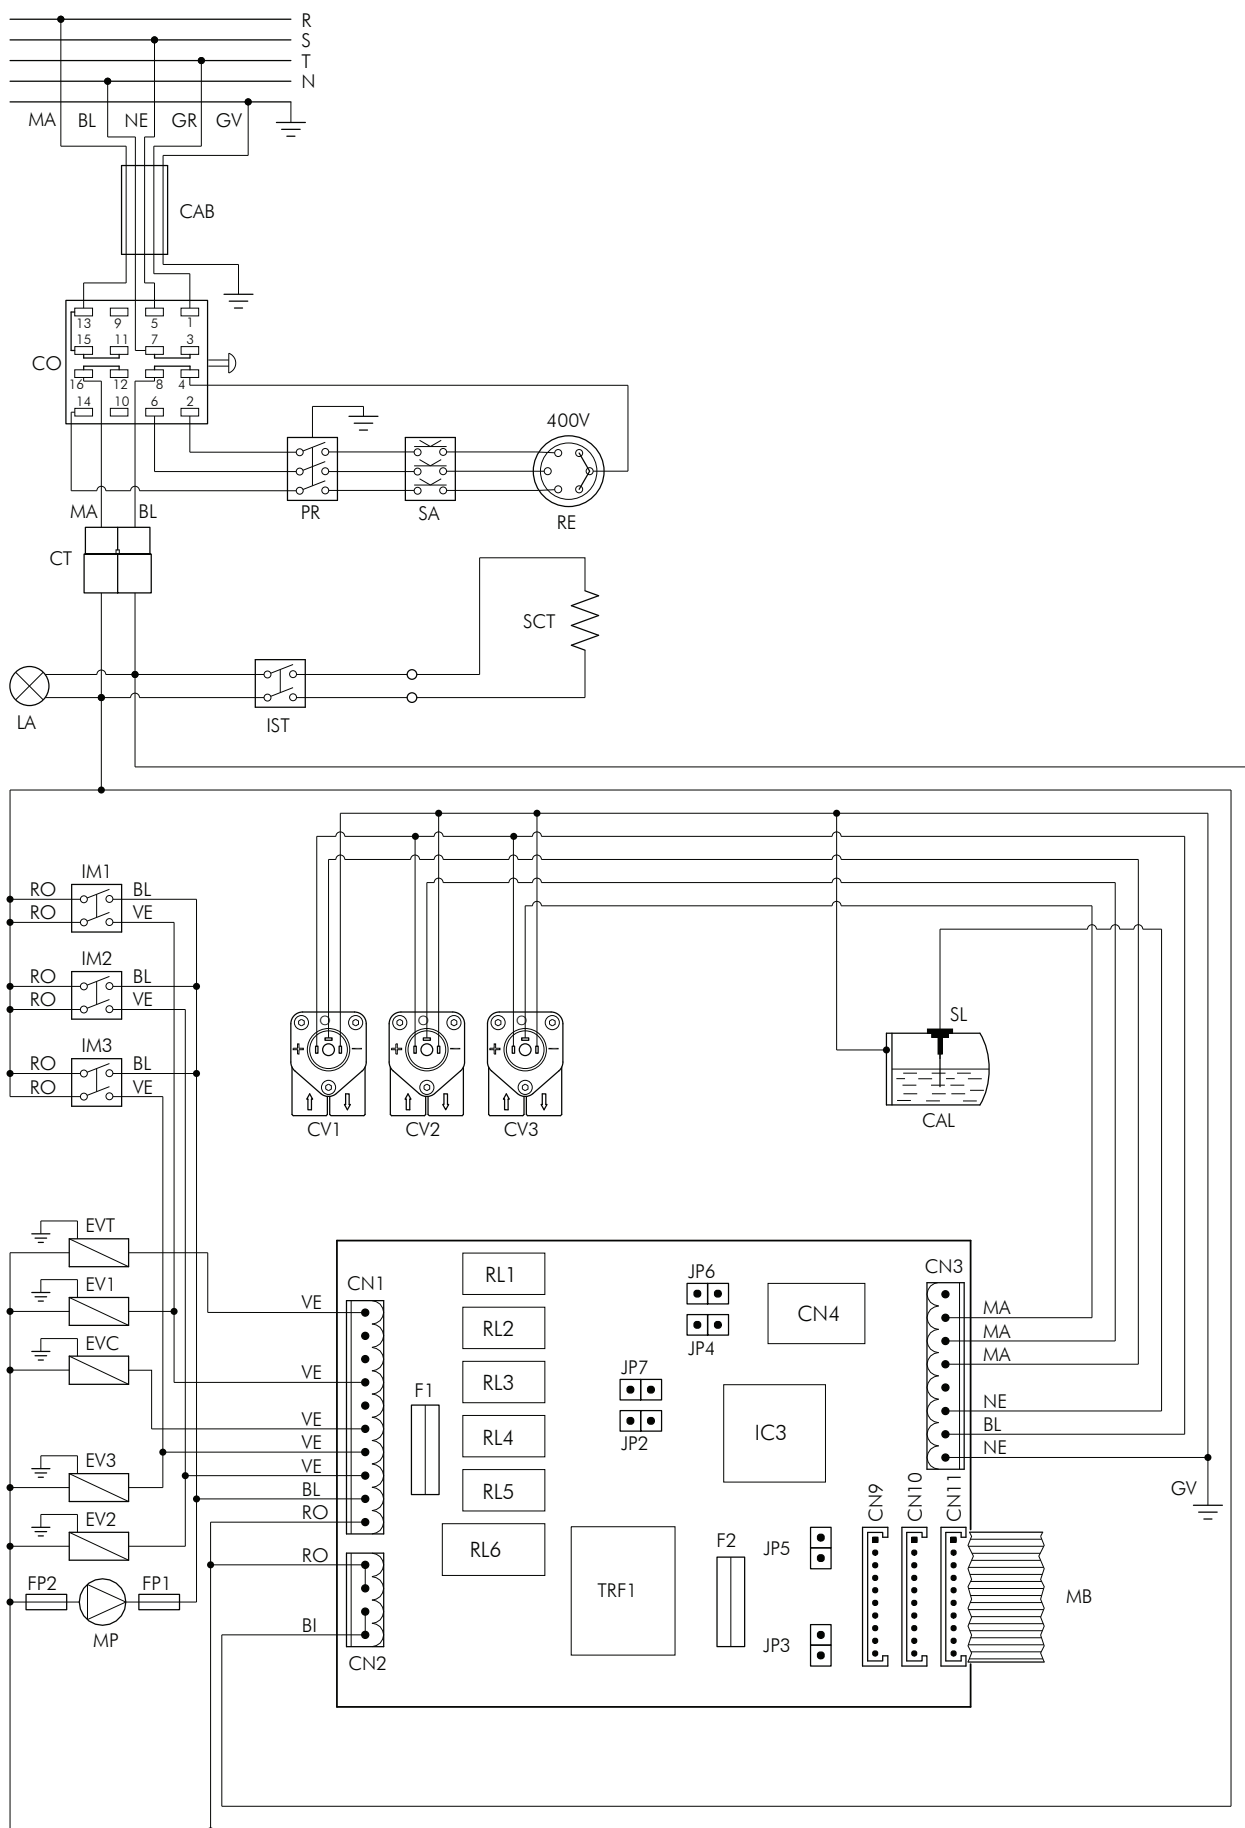 R
S
T
N
MA BL NE GR GV
CAB
13 9 5 1
15 11 7 3
CO
16 12 8 4
14 10 6 2
400V
MA BL
PR
SA
RE
CT
SCT
LA
IST
IM1
RO BL
RO VE
IM2
RO BL
RO VE
IM3
RO BL
RO VE
+ − + − + −
CV1 CV2 CV3
SL
CAL
EVT
EV1
EVC
EV3
EV2
FP2 FP1
MP
CN1
VE
VE
VE
VE
VE
BL
RO
RO
BI
CN2
F1
RL1
RL2
RL3
RL4
RL5
RL6
JP6
JP4
JP7
JP2
CN4
IC3
TRF1
F2
JP5
JP3
CN3
MA
MA
MA
NE
BL
NE
GV
CN9
CN10
CN11
MB